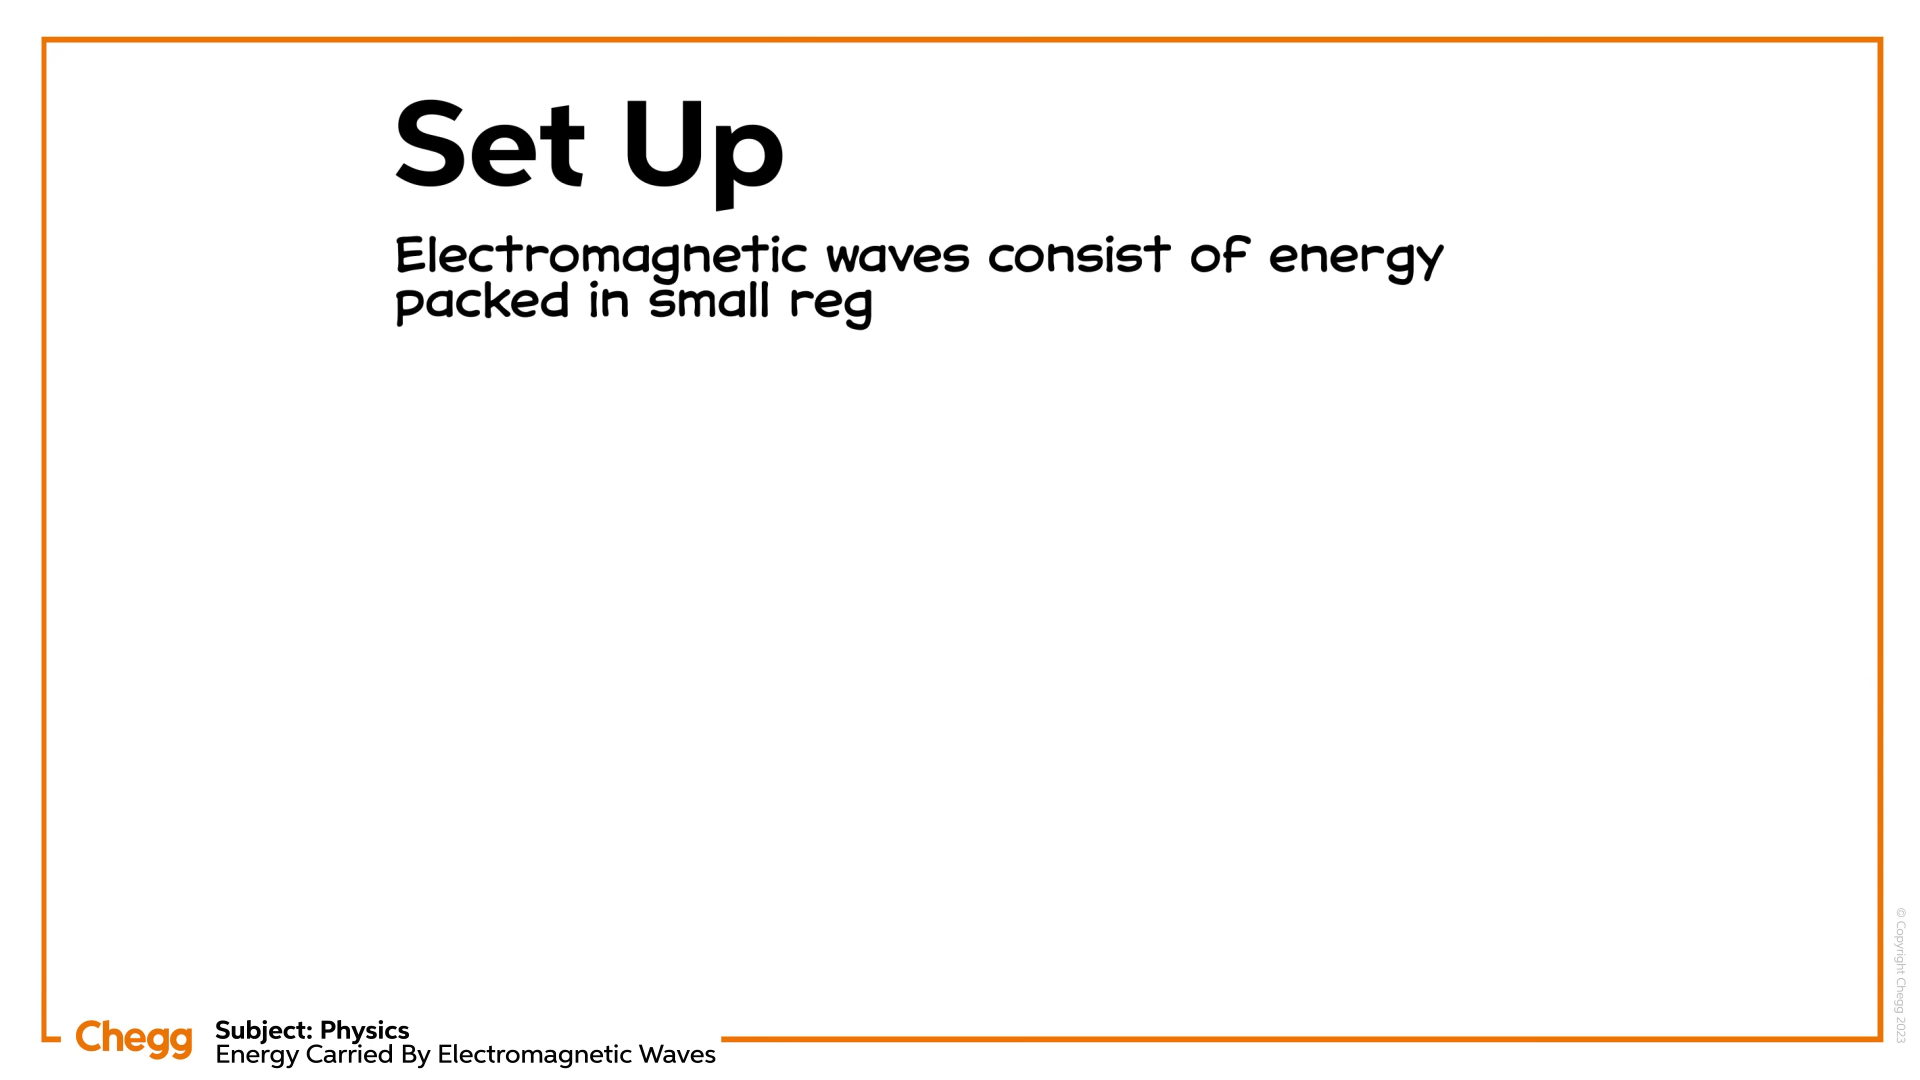 Set Up
Electromagnetic waves consist of energy
packed in small reg
Chegg
Subject: Physics
Energy Carried By Electromagnetic Waves
© Copyright Chegg 2023